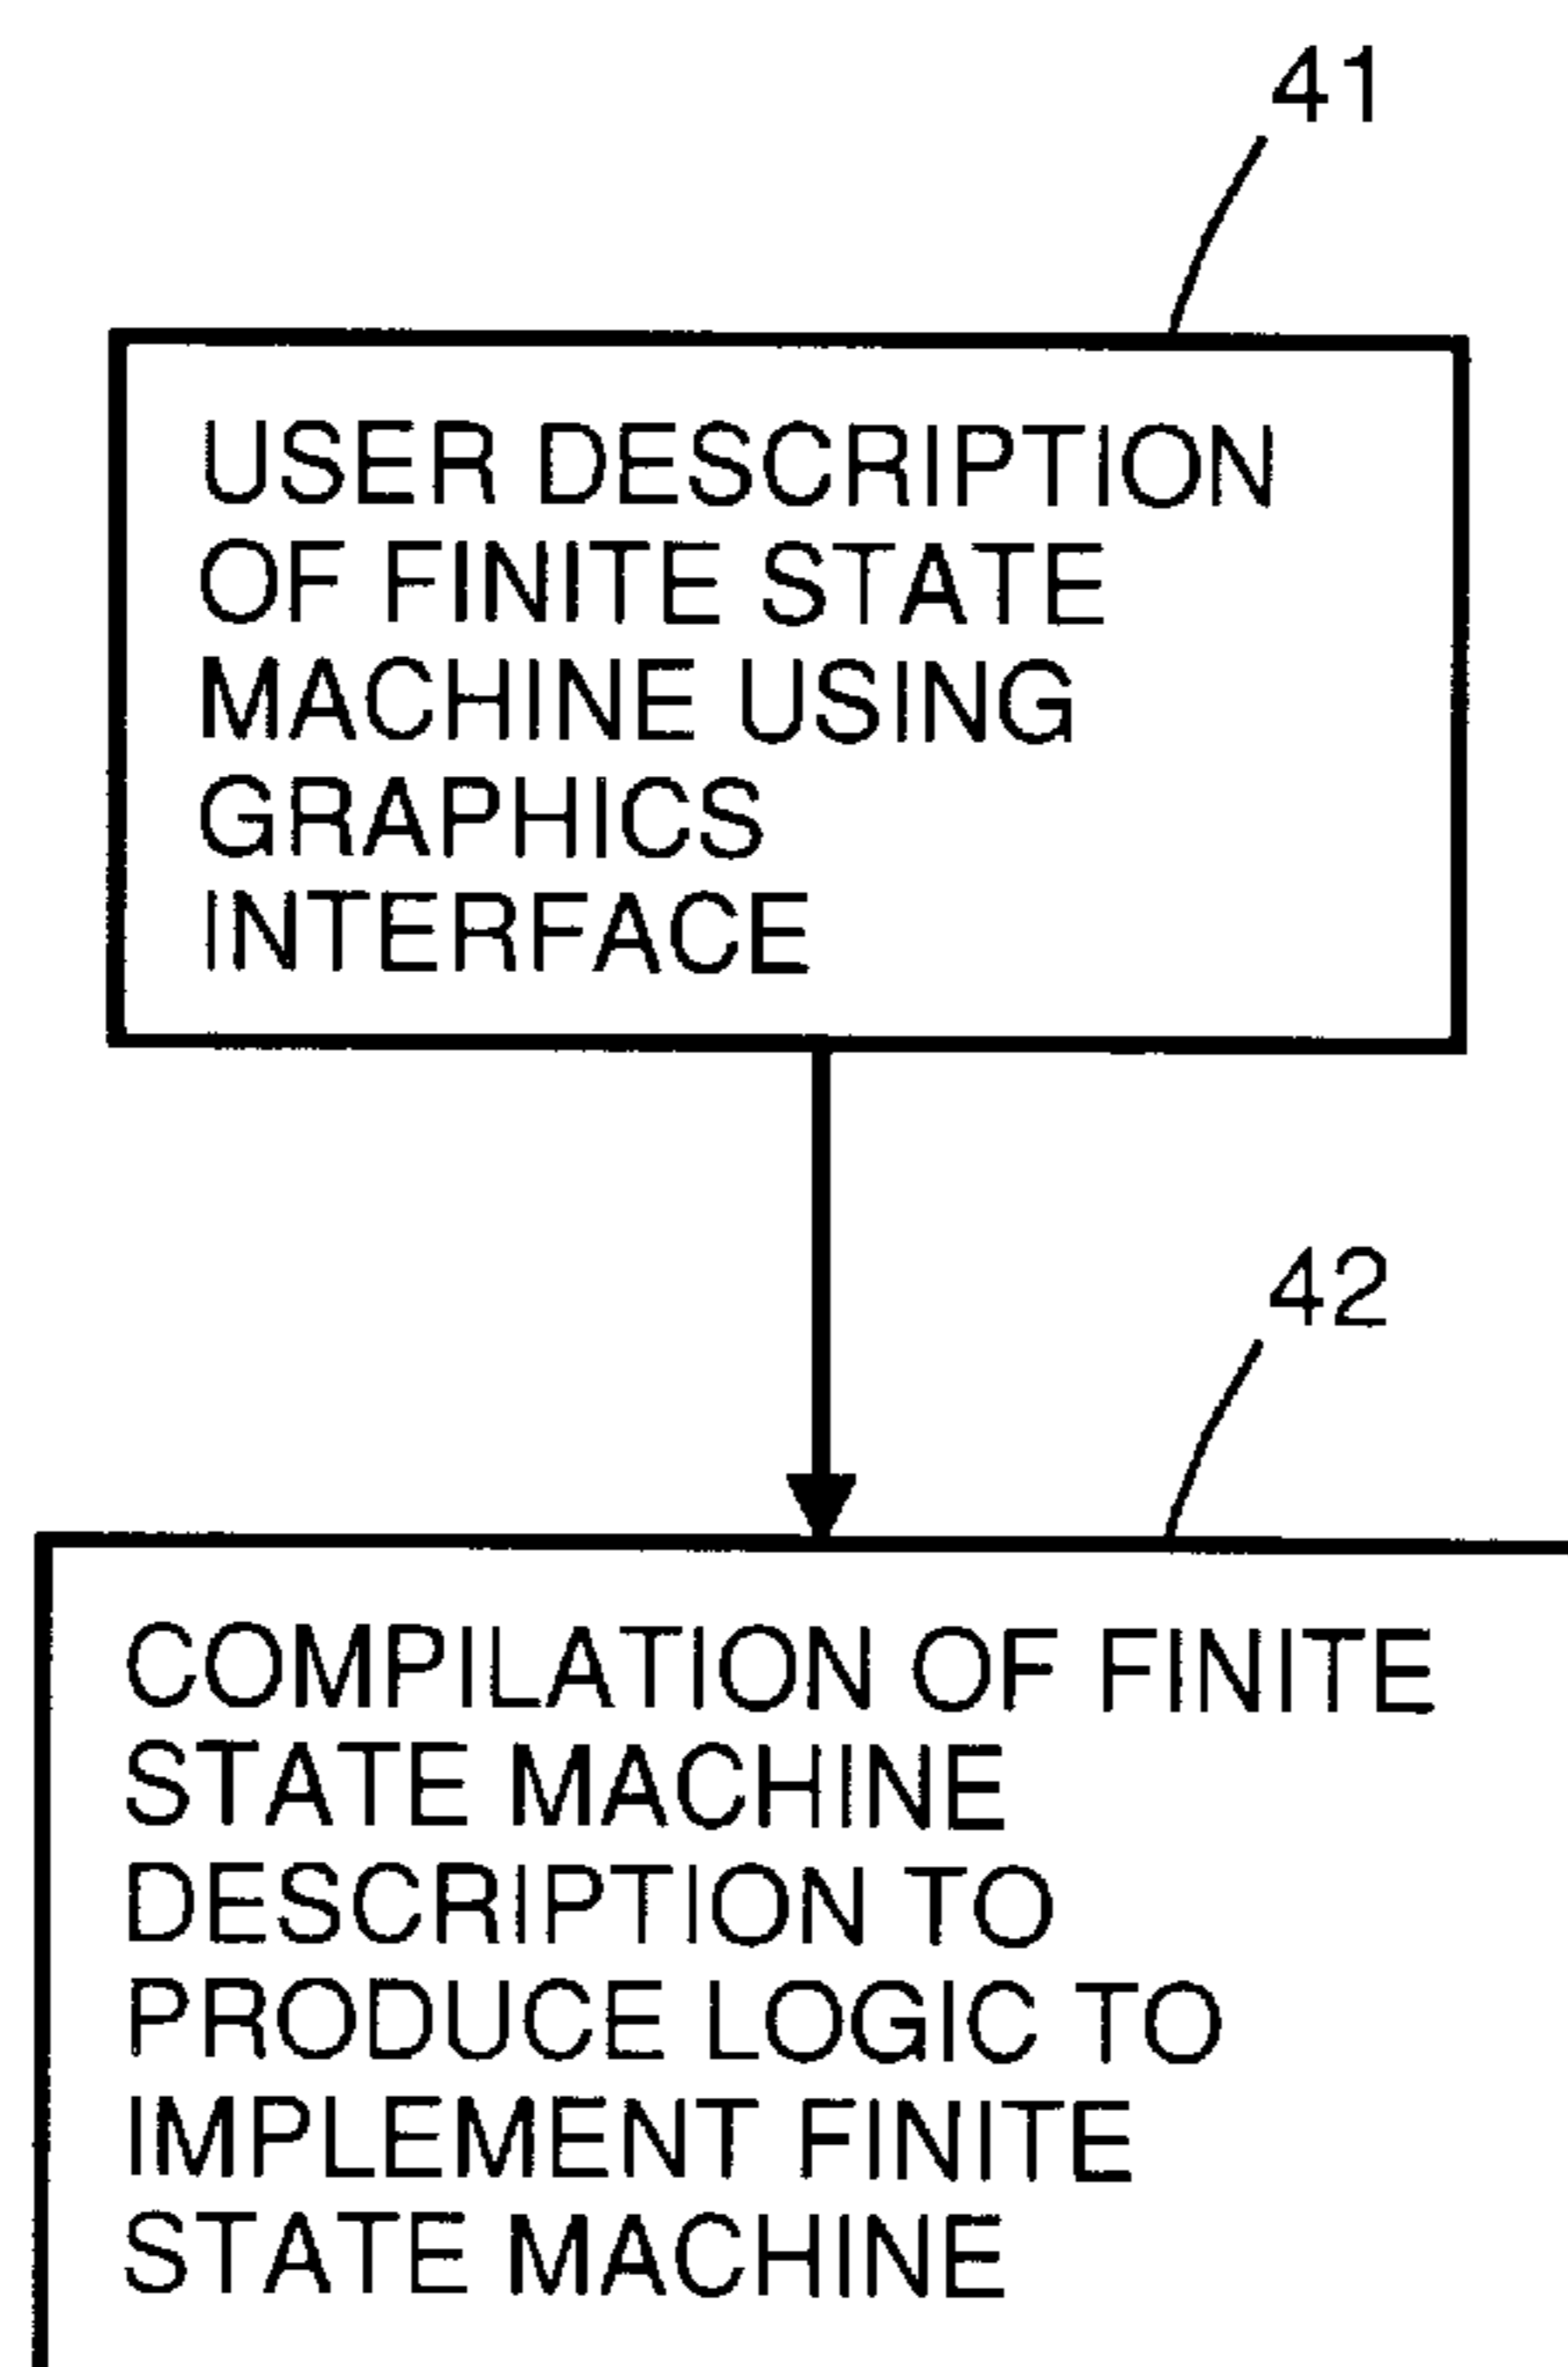 41
USER DESCRIPTION
OF FINITE STATE
MACHINE USING
GRAPHICS
INTERFACE
42
COMPILATION OF FINITE
STATE MACHINE
DESCRIPTION TO
PRODUCE LOGIC TO
IMPLEMENT FINITE
STATE MACHINE